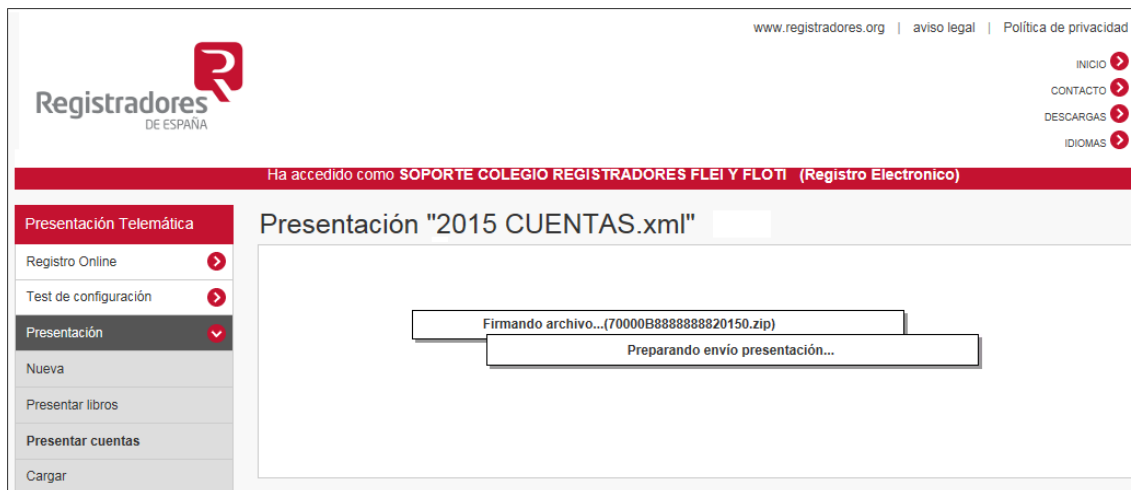 www.registradores.org | aviso legal | Política de privacidad
INICIO
CONTACTO
DESCARGAS
IDIOMAS
Registradores
DE ESPAÑA
Ha accedido como SOPORTE COLEGIO REGISTRADORES FLEI Y FLOTI (Registro Electronico)
Presentación Telemática
Registro Online
Test de configuración
Presentación
Nueva
Presentar libros
Presentar cuentas
Cargar
Presentación "2015 CUENTAS.xml"
Firmando archivo...(70000B8888888820150.zip)
Preparando envío presentación...